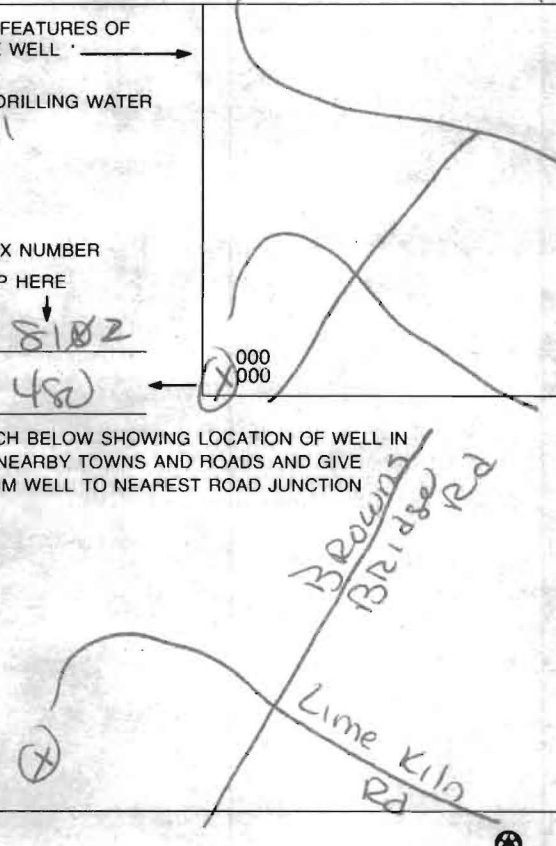 FEATURES OF
WELL
DRILLING WATER
X NUMBER
HERE
000
000
480
CH BELOW SHOWING LOCATION OF WELL IN
NEARBY TOWNS AND ROADS AND GIVE
M WELL TO NEAREST ROAD JUNCTION
BROWNS
BRIdge
Rd
Lime Kiln
Rd
X